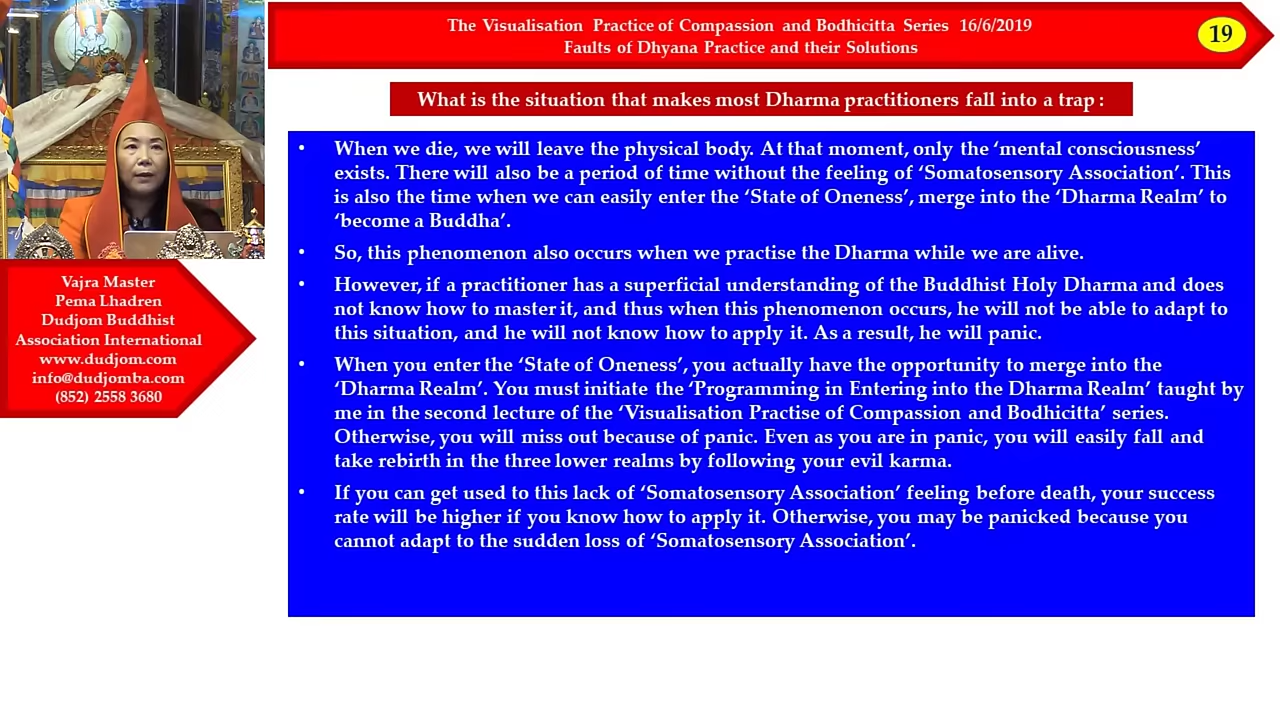 The Visualisation Practice of Compassion and Bodhicitta Series 16/6/2019
Faults of Dhyana Practice and their Solutions
19
What is the situation that makes most Dharma practitioners fall into a trap :
• When we die, we will leave the physical body. At that moment, only the ‘mental consciousness’
exists. There will also be a period of time without the feeling of ‘Somatosensory Association’. This
is also the time when we can easily enter the ‘State of Oneness’, merge into the ‘Dharma Realm’ to
‘become a Buddha’.
• So, this phenomenon also occurs when we practise the Dharma while we are alive.
• However, if a practitioner has a superficial understanding of the Buddhist Holy Dharma and does
not know how to master it, and thus when this phenomenon occurs, he will not be able to adapt to
this situation, and he will not know how to apply it. As a result, he will panic.
• When you enter the ‘State of Oneness’, you actually have the opportunity to merge into the
‘Dharma Realm’. You must initiate the ‘Programming in Entering into the Dharma Realm’ taught by
me in the second lecture of the ‘Visualisation Practise of Compassion and Bodhicitta’ series.
Otherwise, you will miss out because of panic. Even as you are in panic, you will easily fall and
take rebirth in the three lower realms by following your evil karma.
• If you can get used to this lack of ‘Somatosensory Association’ feeling before death, your success
rate will be higher if you know how to apply it. Otherwise, you may be panicked because you
cannot adapt to the sudden loss of ‘Somatosensory Association’.
Vajra Master
Pema Lhadren
Dudjom Buddhist
Association International
www.dudjom.com
info@dudjomba.com
(852) 2558 3680